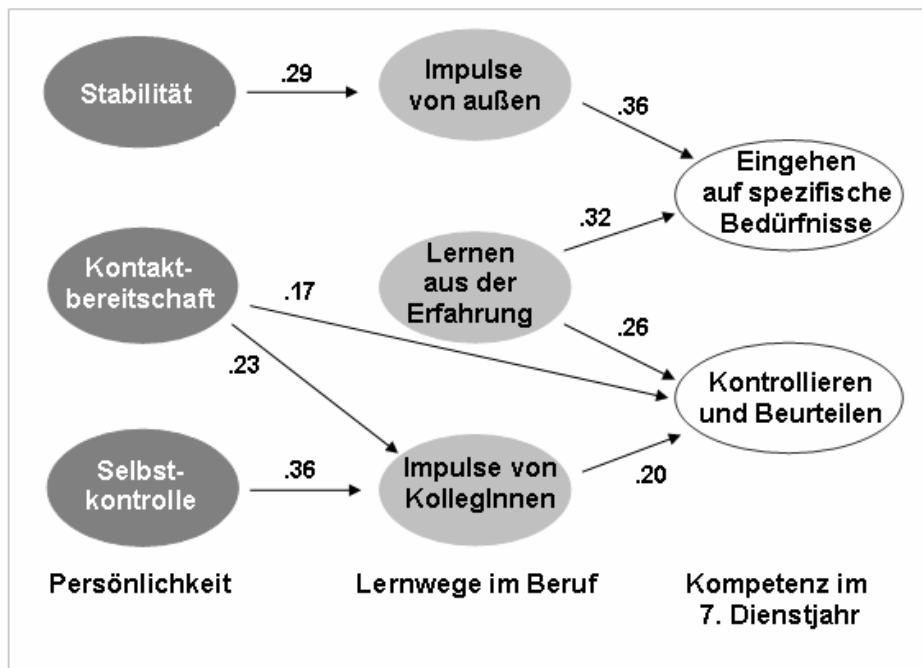 Stabilität
.29
Impulse
von außen
.36
Eingehen
auf spezifische
Bedürfnisse
.32
Kontakt-
bereitschaft
.17
Lernen
aus der
Erfahrung
.26
.23
Kontrollieren
und Beurteilen
Selbst-
kontrolle
.36
Impulse von
KollegInnen
.20
Persönlichkeit
Lernwege im Beruf
Kompetenz im
7. Dienstjahr